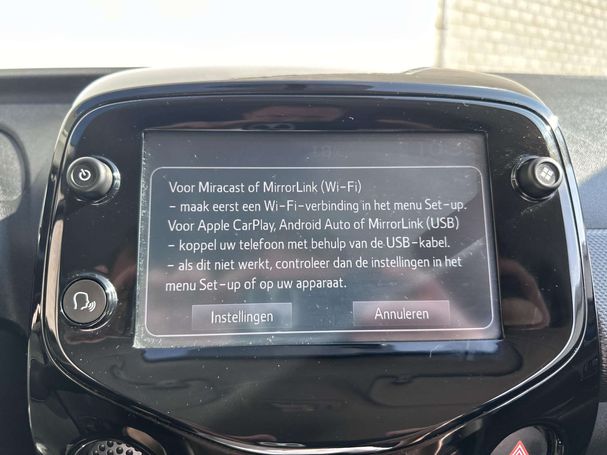 Voor Miracast of MirrorLink (Wi-Fi)
- maak eerst een Wi-Fi-verbinding in het menu Set-up.
Voor Apple CarPlay, Android Auto of MirrorLink (USB)
- koppel uw telefoon met behulp van de USB-kabel.
- als dit niet werkt, controleer dan de instellingen in het
menu Set-up of op uw apparaat.
Instellingen
Annuleren